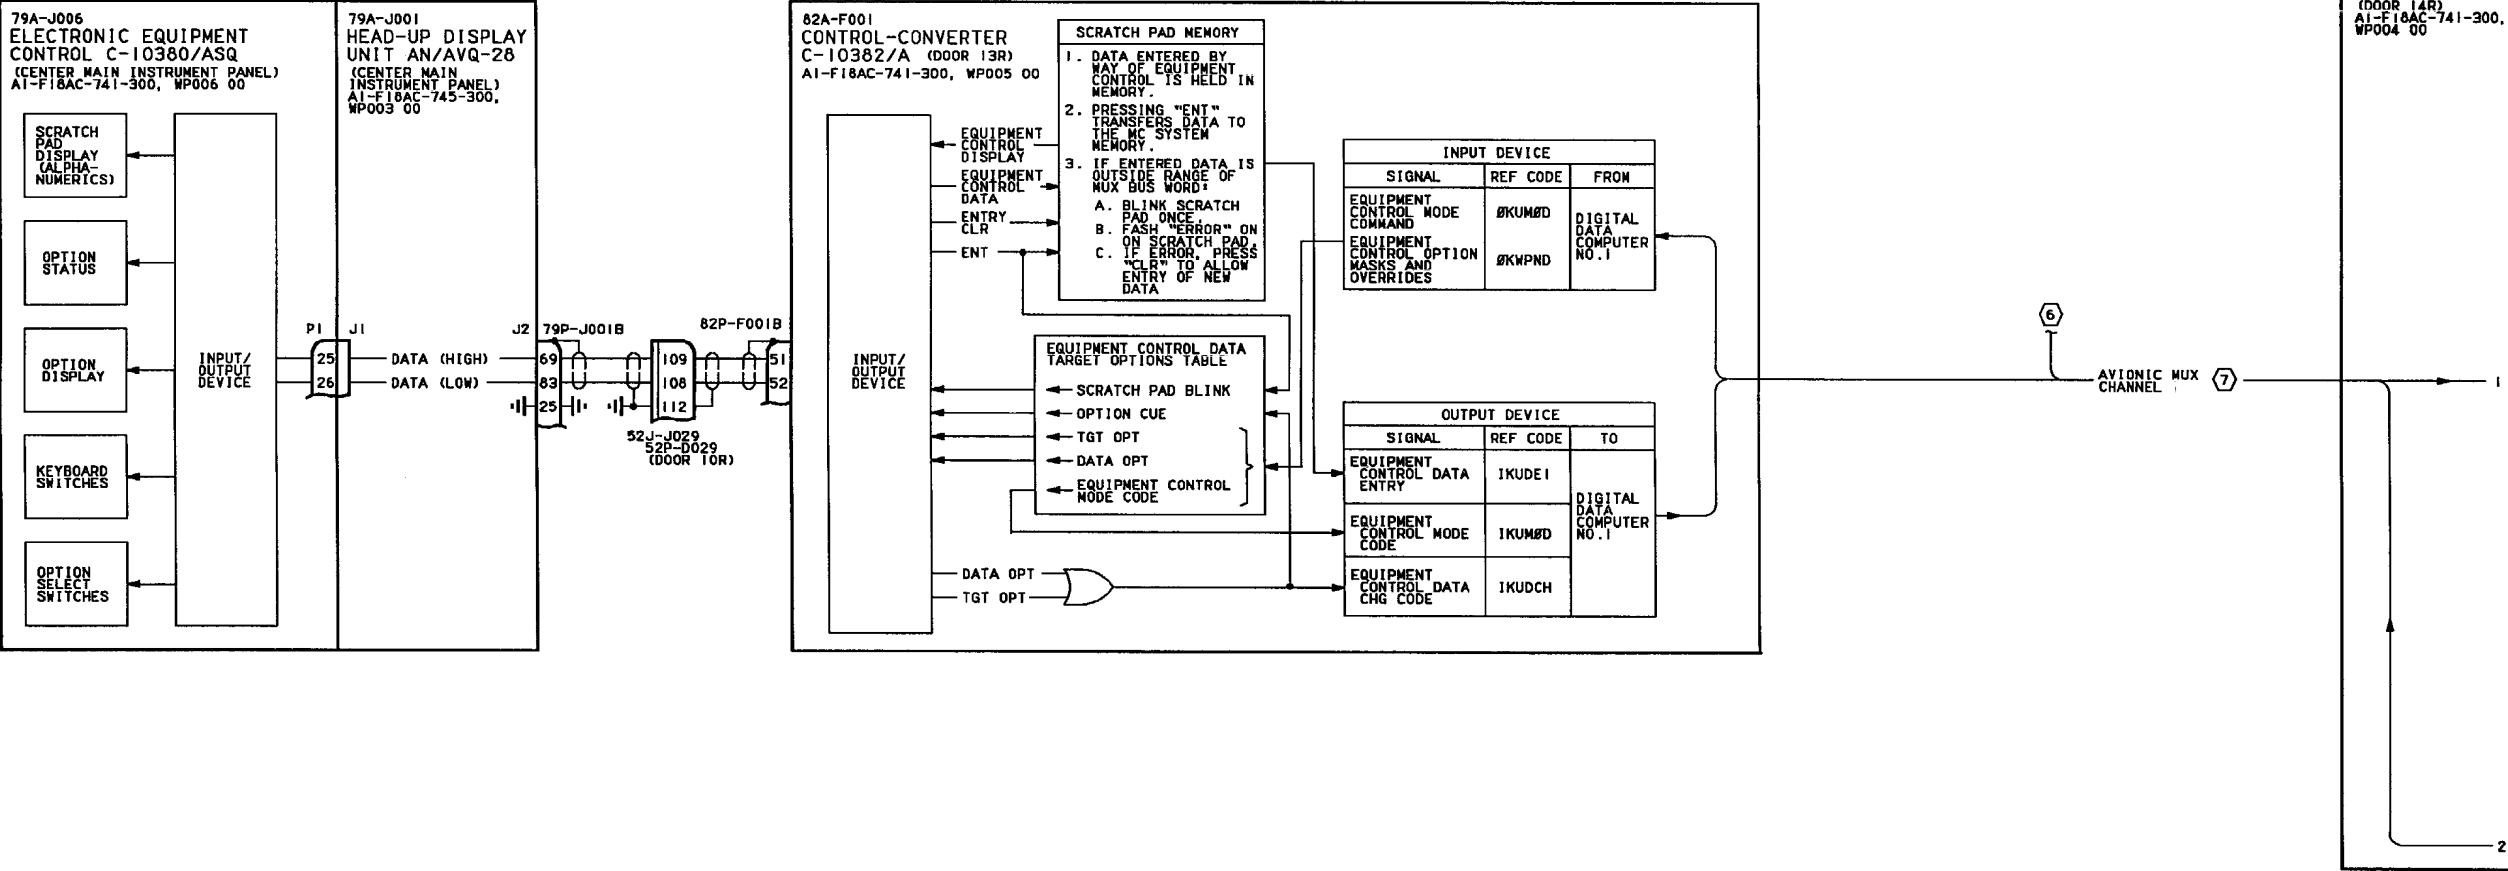 79A-J006
ELECTRONIC EQUIPMENT
CONTROL C-10380/ASQ
(CENTER MAIN INSTRUMENT PANEL)
A1-F18AC-741-300, WP006 00
SCRATCH
PAD
DISPLAY
(ALPHA-
NUMERICS)
OPTION
STATUS
OPTION
DISPLAY
KEYBOARD
SWITCHES
OPTION
SELECT
SWITCHES
INPUT/
OUTPUT
DEVICE
P1
25
26
79A-J001
HEAD-UP DISPLAY
UNIT AN/AVQ-28
(CENTER MAIN
INSTRUMENT PANEL)
A1-F18AC-745-300,
WP003 00
J1
DATA (HIGH)
DATA (LOW)
J2
79P-J001B
69
83
25
109
108
112
52J-J029
52P-D029
(DOOR 10R)
82P-F001B
51
52
82A-F001
CONTROL-CONVERTER
C-10382/A (DOOR 13R)
A1-F18AC-741-300, WP005 00
INPUT/
OUTPUT
DEVICE
EQUIPMENT
CONTROL
DISPLAY
EQUIPMENT
CONTROL
DATA
ENTRY
CLR
ENT
SCRATCH PAD MEMORY
1. DATA ENTERED BY
WAY OF EQUIPMENT
CONTROL IS HELD IN
MEMORY.
2. PRESSING "ENT"
TRANSFERS DATA TO
THE MC SYSTEM
MEMORY.
3. IF ENTERED DATA IS
OUTSIDE RANGE OF
MUX BUS WORD:
A. BLINK SCRATCH
PAD ONCE.
B. FASH "ERROR" ON
ON SCRATCH PAD.
C. IF ERROR, PRESS
"CLR" TO ALLOW
ENTRY OF NEW
DATA
EQUIPMENT CONTROL DATA
TARGET OPTIONS TABLE
SCRATCH PAD BLINK
OPTION CUE
TGT OPT
DATA OPT
EQUIPMENT CONTROL
MODE CODE
DATA OPT
TGT OPT
INPUT DEVICE
SIGNAL REF CODE FROM
EQUIPMENT
CONTROL MODE
COMMAND
ØKUMØD
EQUIPMENT
CONTROL OPTION
MASKS AND
OVERRIDES
ØKWPND
DIGITAL
DATA
COMPUTER
NO.1
OUTPUT DEVICE
SIGNAL REF CODE TO
EQUIPMENT
CONTROL DATA
ENTRY
IKUDEI
EQUIPMENT
CONTROL MODE
CODE
IKUMØD
EQUIPMENT
CONTROL DATA
CHG CODE
IKUDCH
DIGITAL
DATA
COMPUTER
NO.1
6
AVIONIC MUX
CHANNEL
7
(DOOR 14R)
A1-F18AC-741-300,
WP004 00
1
2